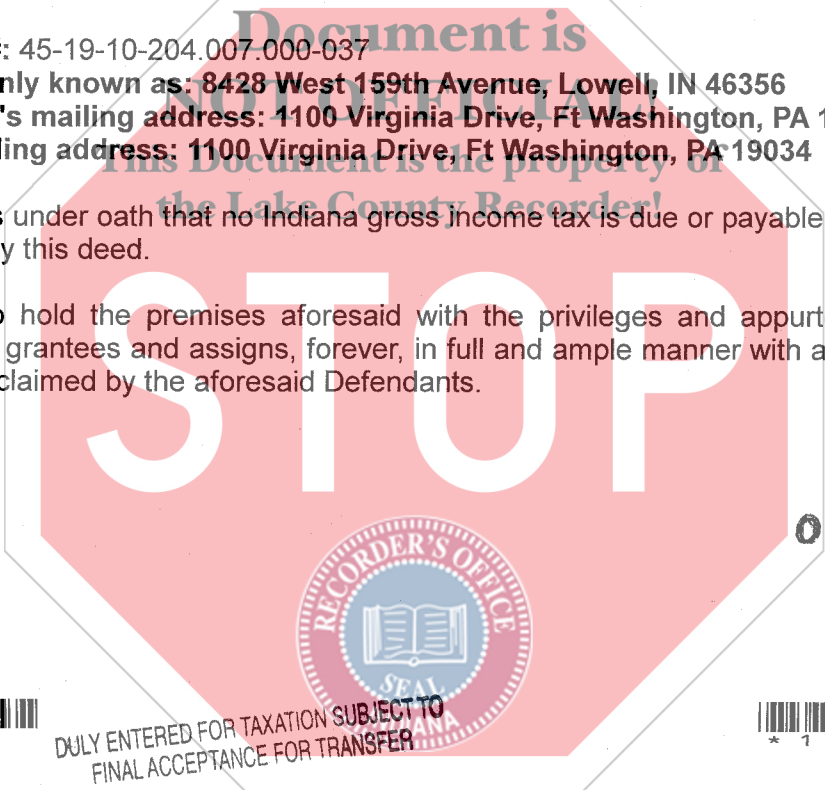 Document is
: 45-19-10-204.007.000-037
nly known as: 8428 West 159th Avenue, Lowell, IN 46356
NOT OFFICIAL!
's mailing address: 1100 Virginia Drive, Ft Washington, PA 1
ling address: 1100 Virginia Drive, Ft Washington, PA 19034
This Document is the property of
the Lake County Recorder!
under oath that no Indiana gross income tax is due or payable
y this deed.
hold the premises aforesaid with the privileges and appurt
grantees and assigns, forever, in full and ample manner with a
claimed by the aforesaid Defendants.
STOP
RECORDER'S OFFICE
SEAL
INDIANA
DULY ENTERED FOR TAXATION SUBJECT TO
FINAL ACCEPTANCE FOR TRANSFER
* 1